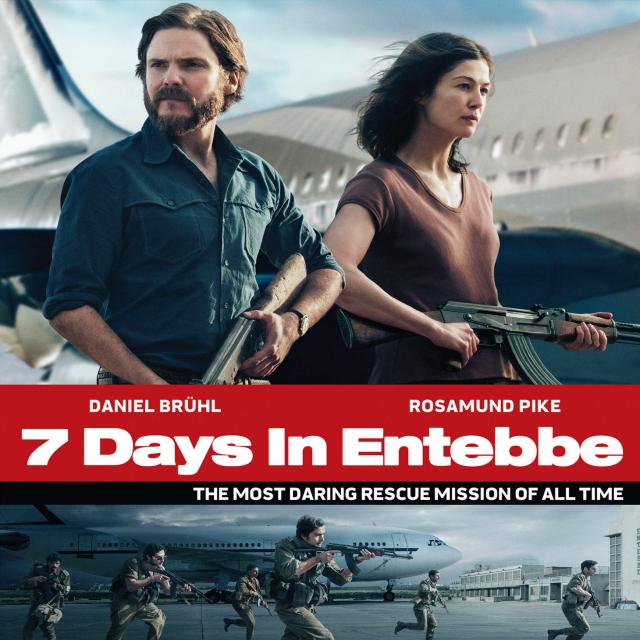 DANIEL BRÜHL
ROSAMUND PIKE
7 Days In Entebbe
THE MOST DARING RESCUE MISSION OF ALL TIME